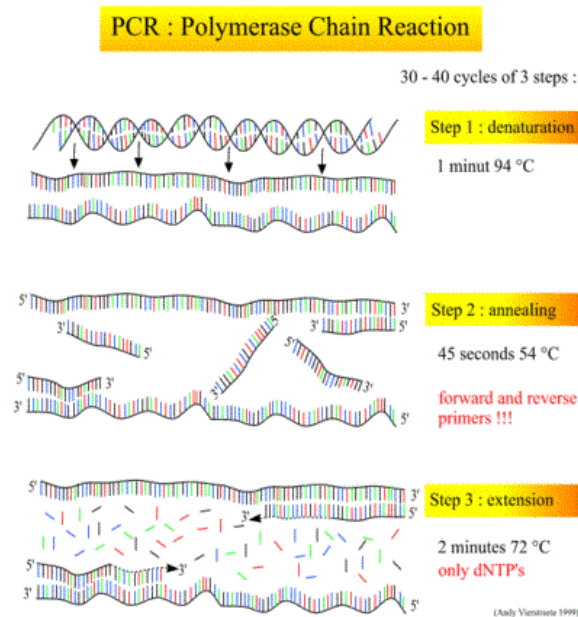 PCR : Polymerase Chain Reaction
30 - 40 cycles of 3 steps :
Step 1 : denaturation
1 minut 94 °C
5'
3'
Step 2 : annealing
3'
5'
3'
5'
5'
45 seconds 54 °C
5'
3'
3'
3'
forward and reverse
primers !!!
3'
5'
5'
3'
Step 3 : extension
3'
5'
2 minutes 72 °C
only dNTP's
5'
3'
3'
5'
(Andy Vierstraete 1999)